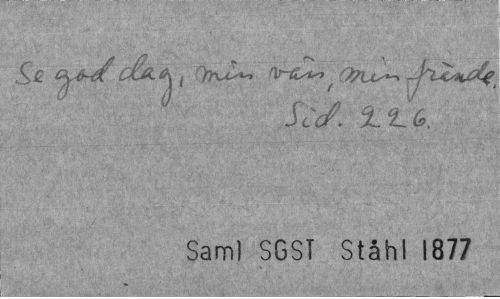 Se god dag, min vän, min frände.
Sid. 226.
Saml SGST Ståhl 1877